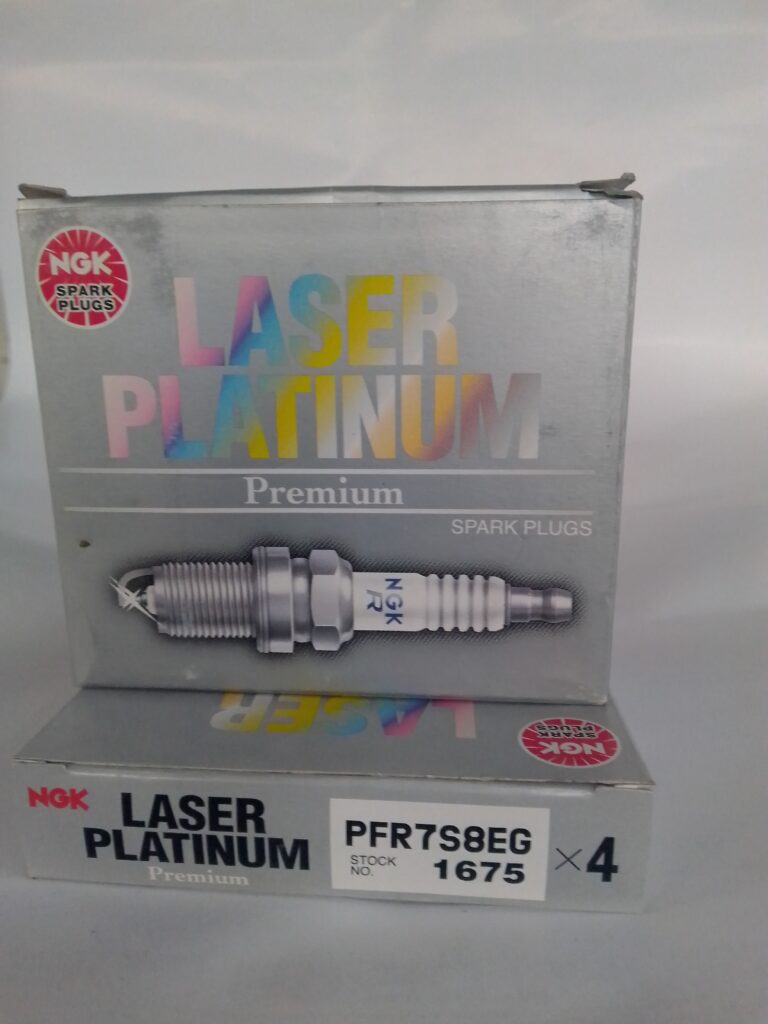 NGK
SPARK
PLUGS
LASER
PLATINUM
Premium
SPARK PLUGS
NGK
R
LASER
NGK
SPARK
PLUGS
NGK
LASER
PLATINUM
Premium
PFR7S8EG
STOCK
NO. 1675
×4